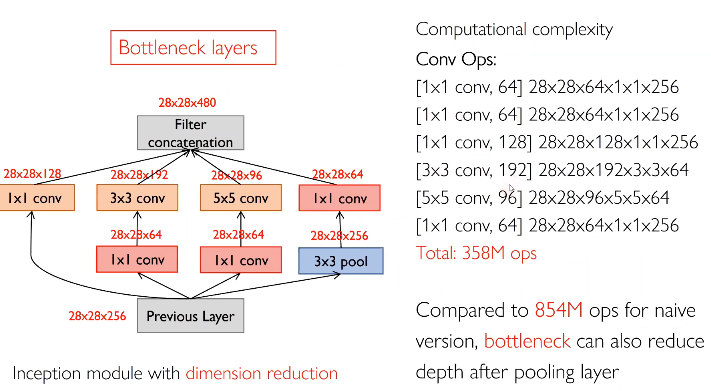 Bottleneck layers
28x28x480
Filter
concatenation
28x28x128
28x28x192
28x28x96
28x28x64
1x1 conv
3x3 conv
5x5 conv
1x1 conv
28x28x64
28x28x64
28x28x256
1x1 conv
1x1 conv
3x3 pool
28x28x256
Previous Layer
Inception module with dimension reduction
Computational complexity
Conv Ops:
[1x1 conv, 64] 28x28x64x1x1x256
[1x1 conv, 64] 28x28x64x1x1x256
[1x1 conv, 128] 28x28x128x1x1x256
[3x3 conv, 192] 28x28x192x3x3x64
[5x5 conv, 96] 28x28x96x5x5x64
[1x1 conv, 64] 28x28x64x1x1x256
Total: 358M ops
Compared to 854M ops for naive
version, bottleneck can also reduce
depth after pooling layer